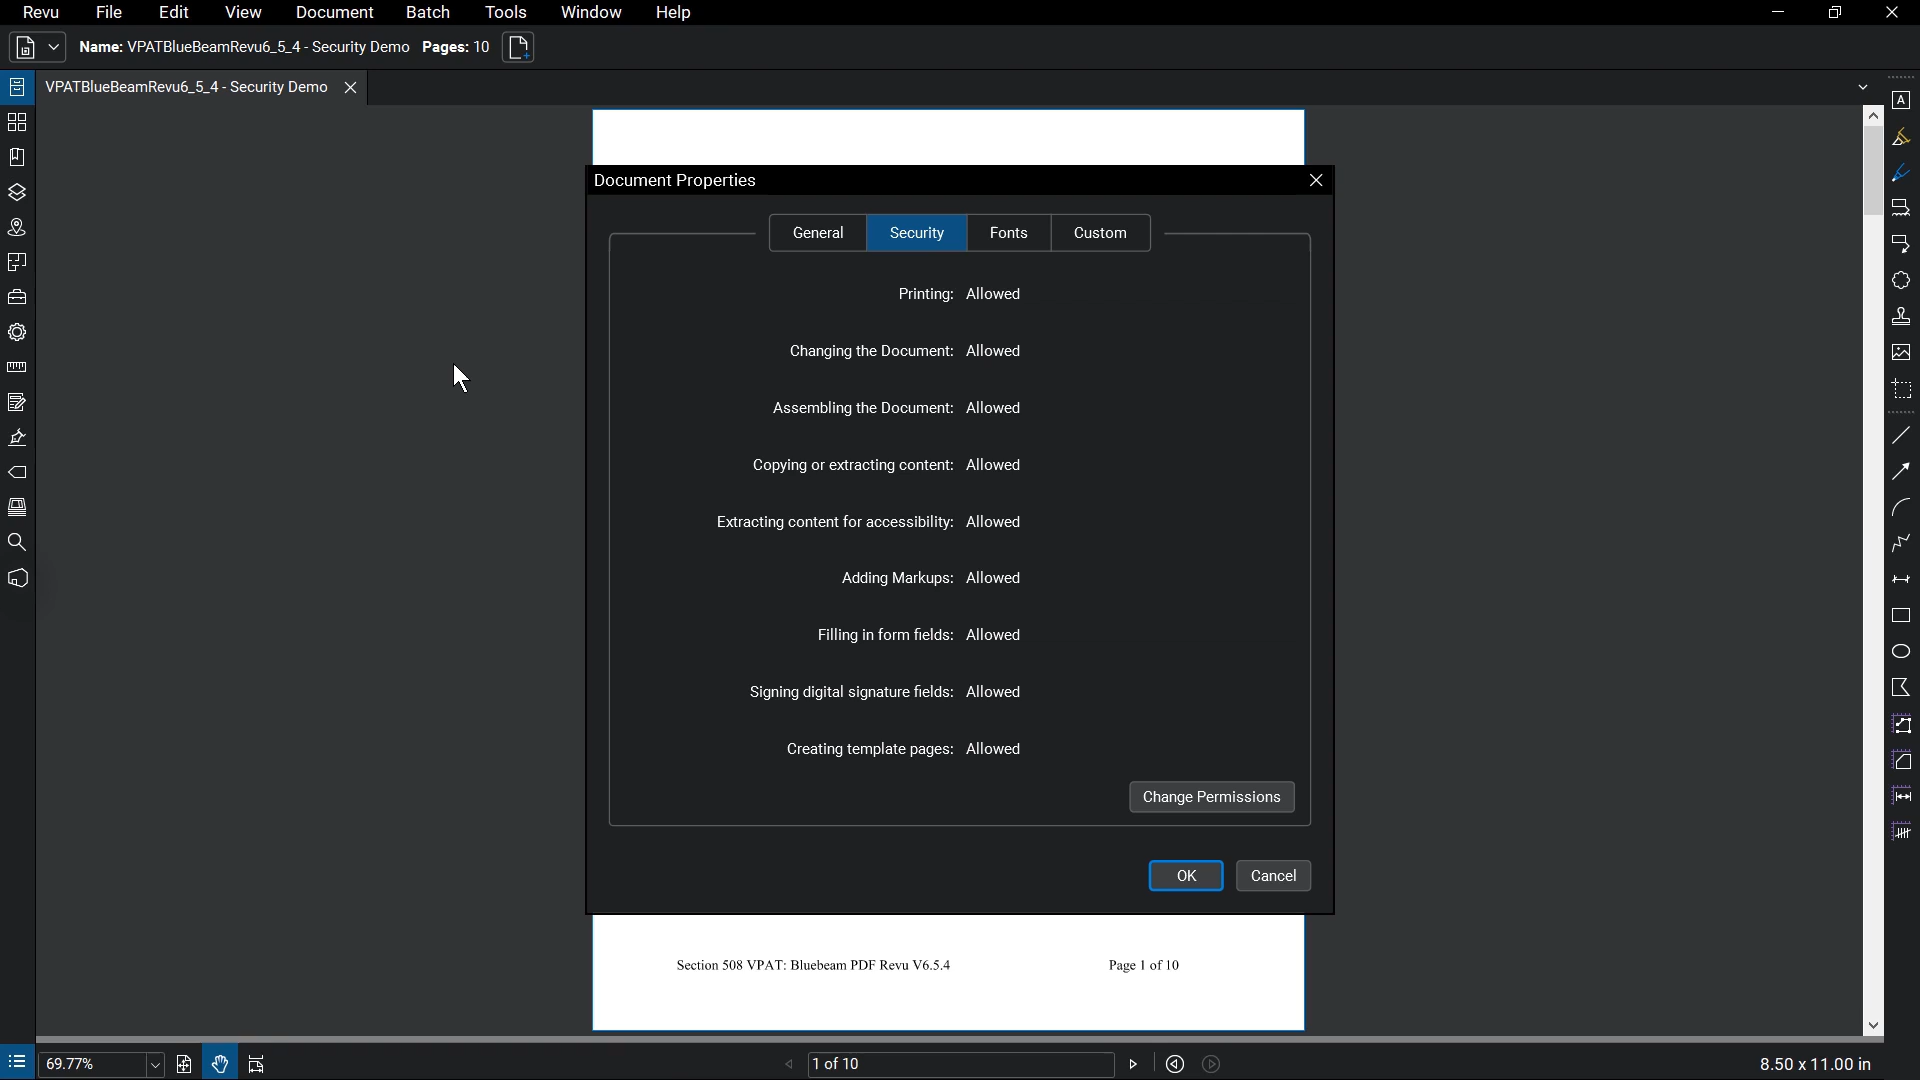 Revu File Edit View Document Batch Tools Window Help
Name: VPATBlueBeamRevu6_5_4 - Security Demo Pages: 10
VPATBlueBeamRevu6_5_4 - Security Demo
Document Properties
General Security Fonts Custom
Printing: Allowed
Changing the Document: Allowed
Assembling the Document: Allowed
Copying or extracting content: Allowed
Extracting content for accessibility: Allowed
Adding Markups: Allowed
Filling in form fields: Allowed
Signing digital signature fields: Allowed
Creating template pages: Allowed
Change Permissions
OK Cancel
Section 508 VPAT: Bluebeam PDF Revu V6.5.4 Page 1 of 10
69.77% 1 of 10 8.50 x 11.00 in